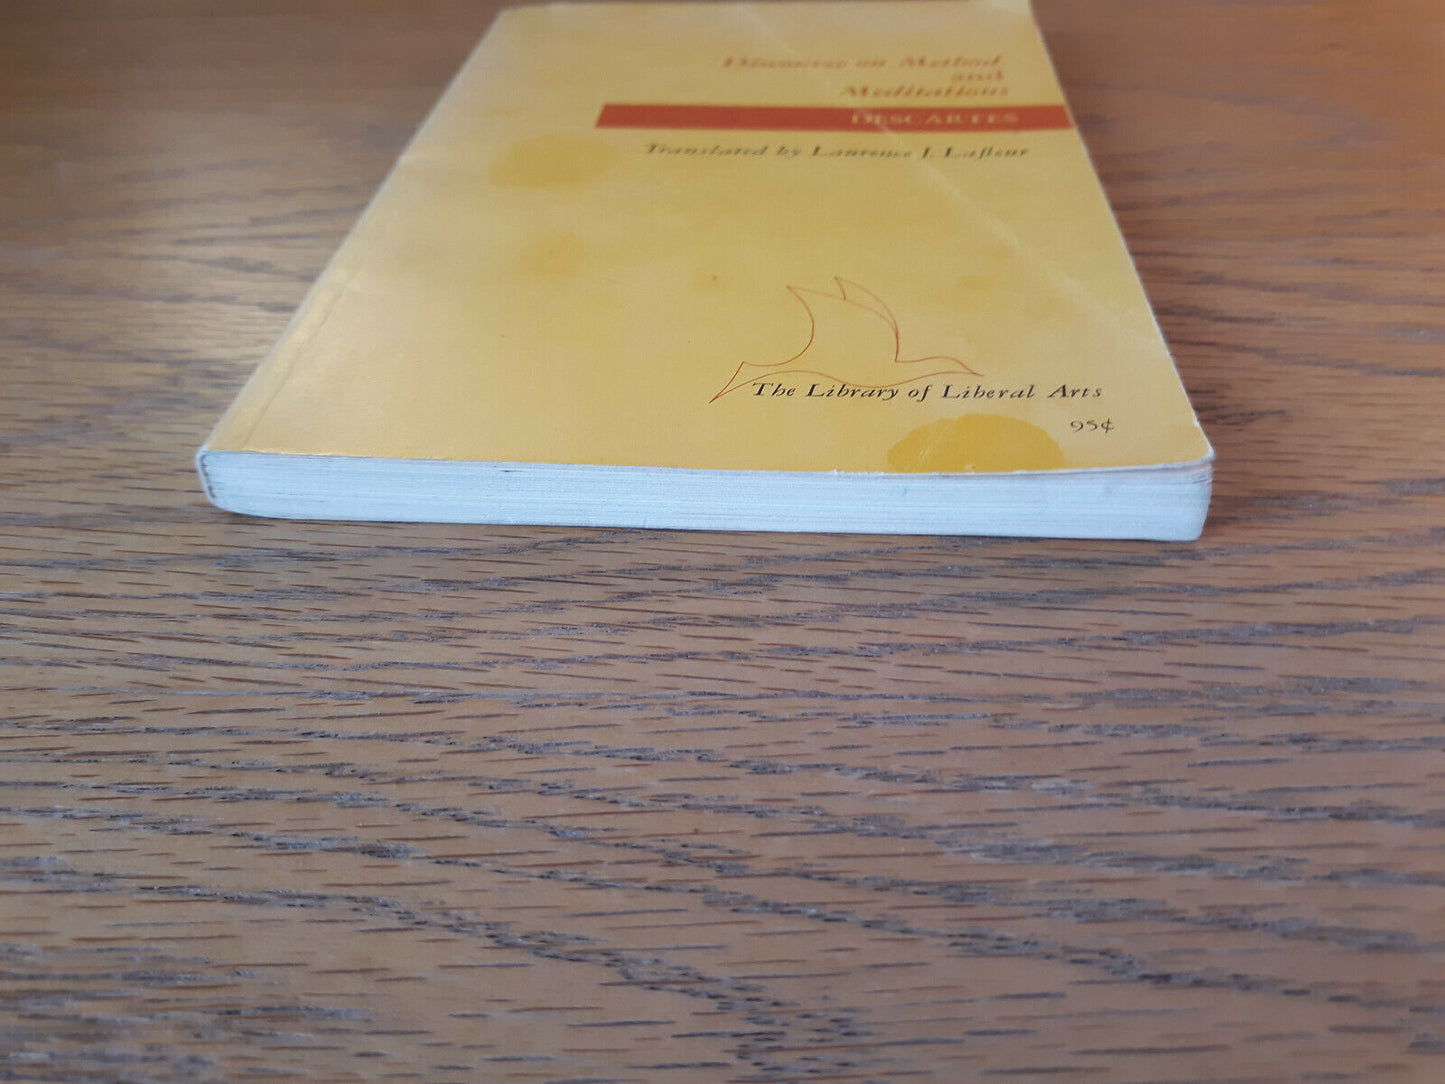 Discourse on Method
and
Meditations
DESCARTES
Translated by Laurence J. Lafleur
The Library of Liberal Arts
95¢